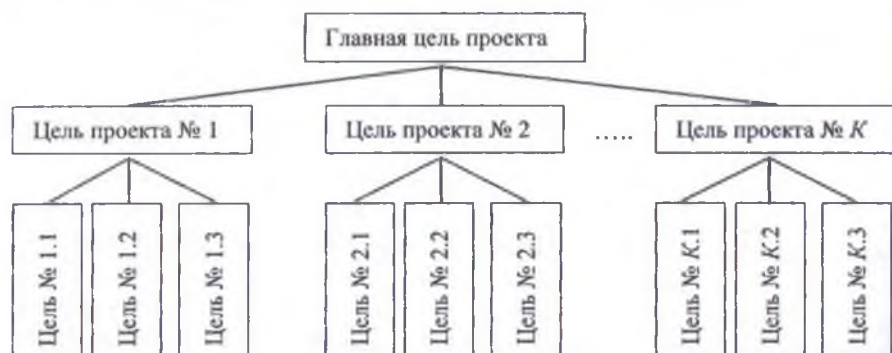 Главная цель проекта
Цель проекта № 1
Цель проекта № 2
.....
Цель проекта № К
Цель № 1.1
Цель № 1.2
Цель № 1.3
Цель № 2.1
Цель № 2.2
Цель № 2.3
Цель № К.1
Цель № К.2
Цель № К.3